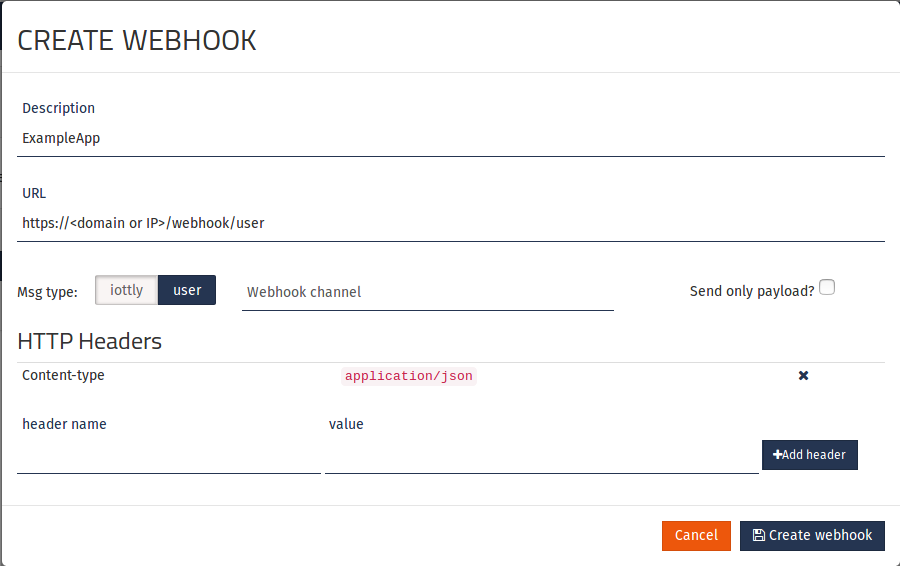 CREATE WEBHOOK
Description
ExampleApp
URL
https://<domain or IP>/webhook/user
Msg type: iottly user Webhook channel Send only payload?
HTTP Headers
Content-type application/json
header name value
Add header
Cancel Create webhook